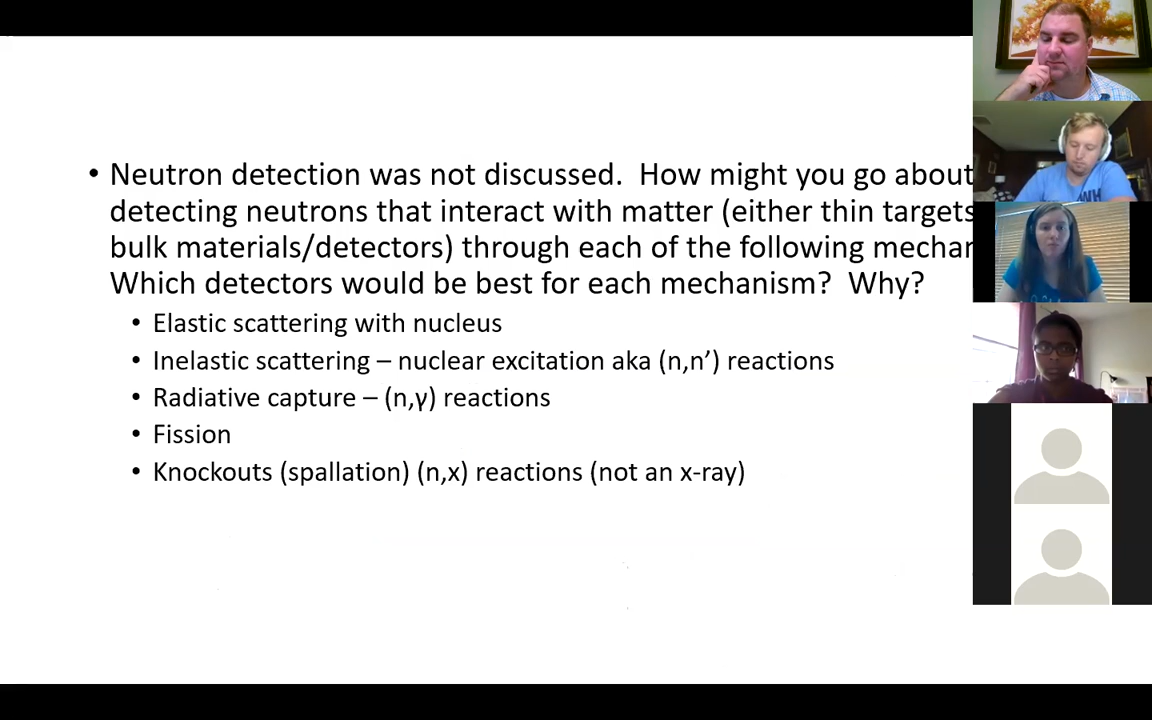 • Neutron detection was not discussed.  How might you go about
detecting neutrons that interact with matter (either thin targets
bulk materials/detectors) through each of the following mechan
Which detectors would be best for each mechanism?  Why?
• Elastic scattering with nucleus
• Inelastic scattering – nuclear excitation aka (n,n’) reactions
• Radiative capture – (n,γ) reactions
• Fission
• Knockouts (spallation) (n,x) reactions (not an x-ray)